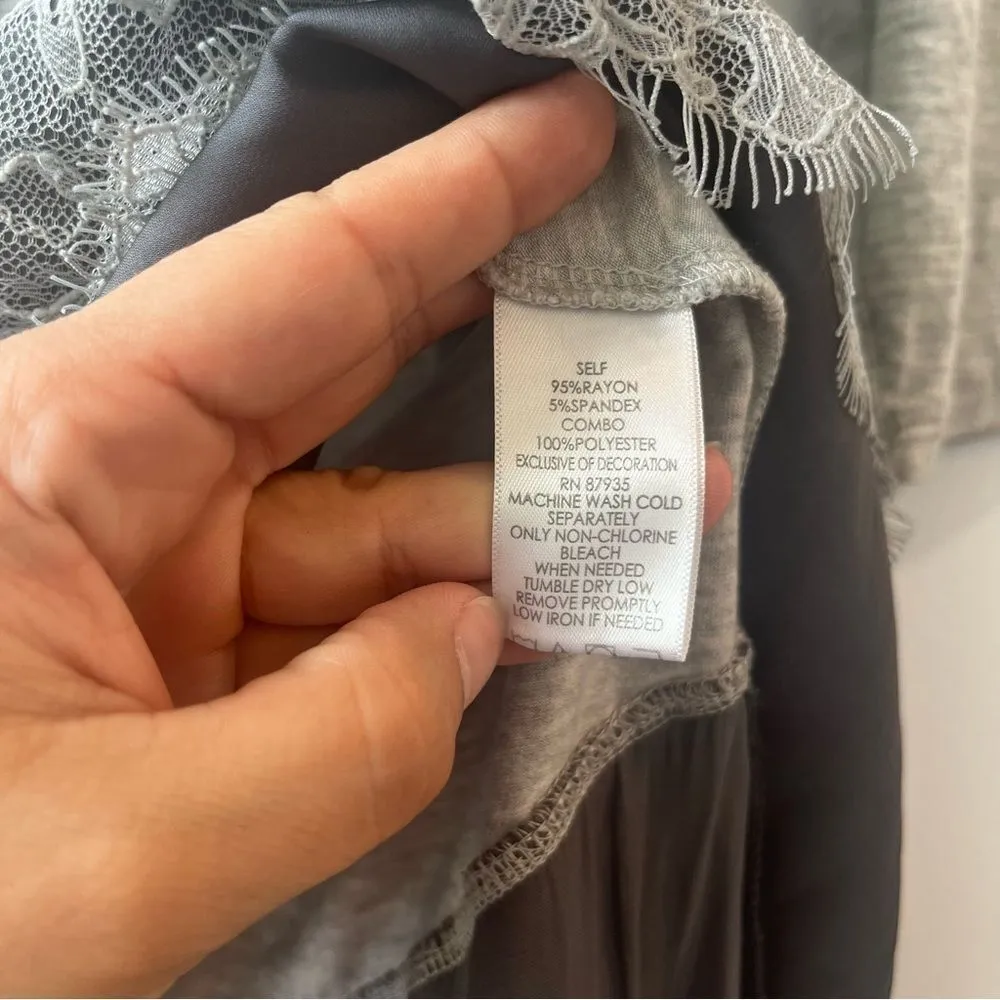 SELF
95%RAYON
5%SPANDEX
COMBO
100%POLYESTER
EXCLUSIVE OF DECORATION
RN 87935
MACHINE WASH COLD
SEPARATELY
ONLY NON-CHLORINE
BLEACH
WHEN NEEDED
TUMBLE DRY LOW
REMOVE PROMPTLY
LOW IRON IF NEEDED